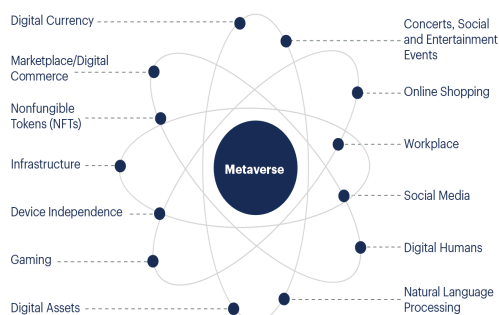 Digital Currency
Marketplace/Digital
Commerce
Nonfungible
Tokens (NFTs)
Infrastructure
Device Independence
Gaming
Digital Assets
Metaverse
Concerts, Social
and Entertainment
Events
Online Shopping
Workplace
Social Media
Digital Humans
Natural Language
Processing